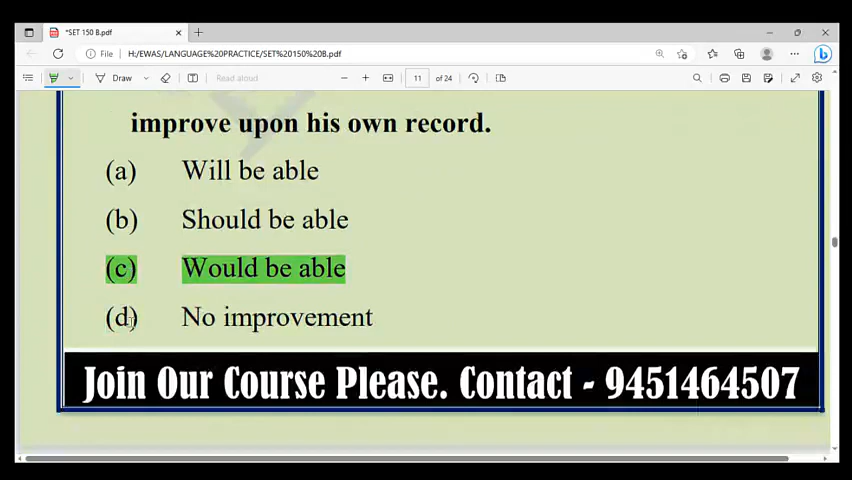 *SET 150 B.pdf
File
H:/EWAS/LANGUAGE%20PRACTICE/SET%20150%20B.pdf
Draw
Read aloud
11 of 24
improve upon his own record.
(a) Will be able
(b) Should be able
(c) Would be able
(d) No improvement
Join Our Course Please. Contact - 9451464507